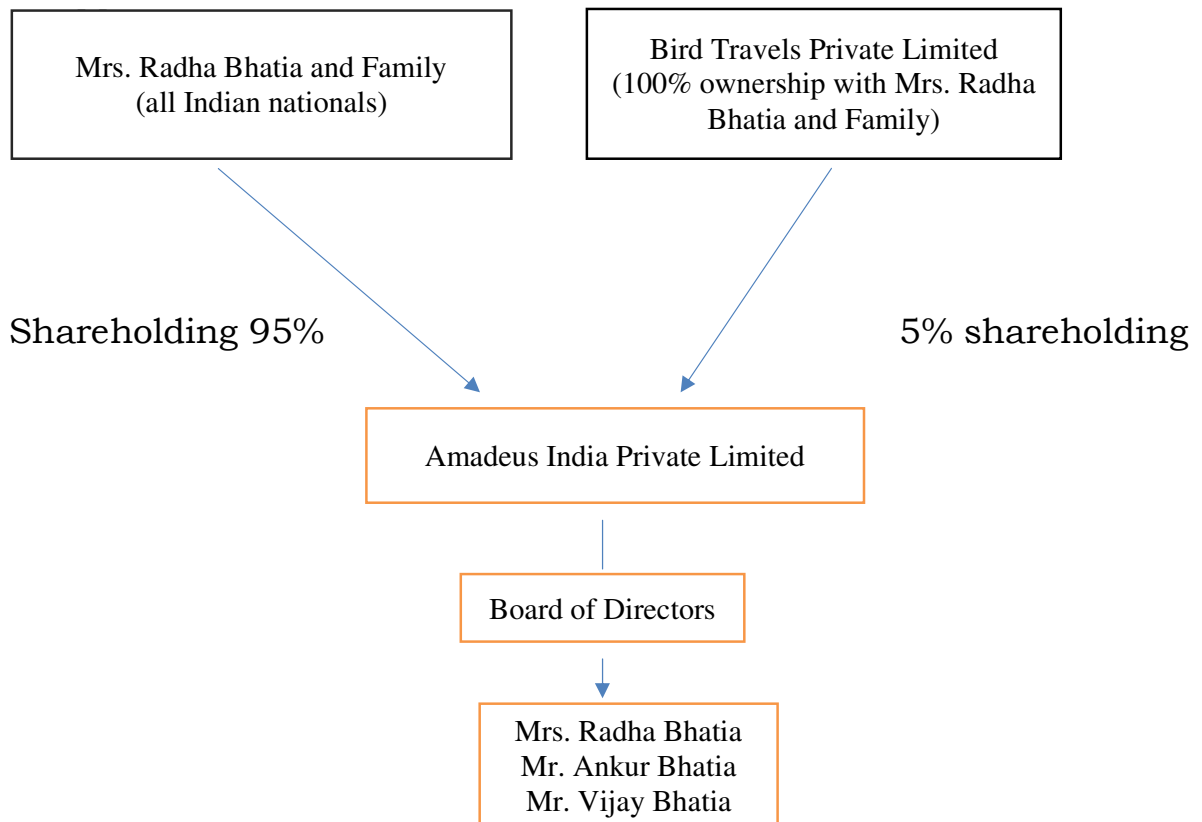 Mrs. Radha Bhatia and Family
(all Indian nationals)
Bird Travels Private Limited
(100% ownership with Mrs. Radha
Bhatia and Family)
Shareholding 95%
5% shareholding
Amadeus India Private Limited
Board of Directors
Mrs. Radha Bhatia
Mr. Ankur Bhatia
Mr. Vijay Bhatia